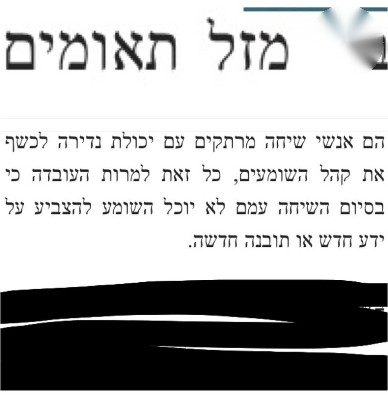 מזל תאומים
הם אנשי שיחה מרתקים עם יכולת נדירה לכשף
את קהל השומעים, כל זאת למרות העובדה כי
בסיום השיחה עמם לא יוכל השומע להצביע על
ידע חדש או תובנה חדשה.